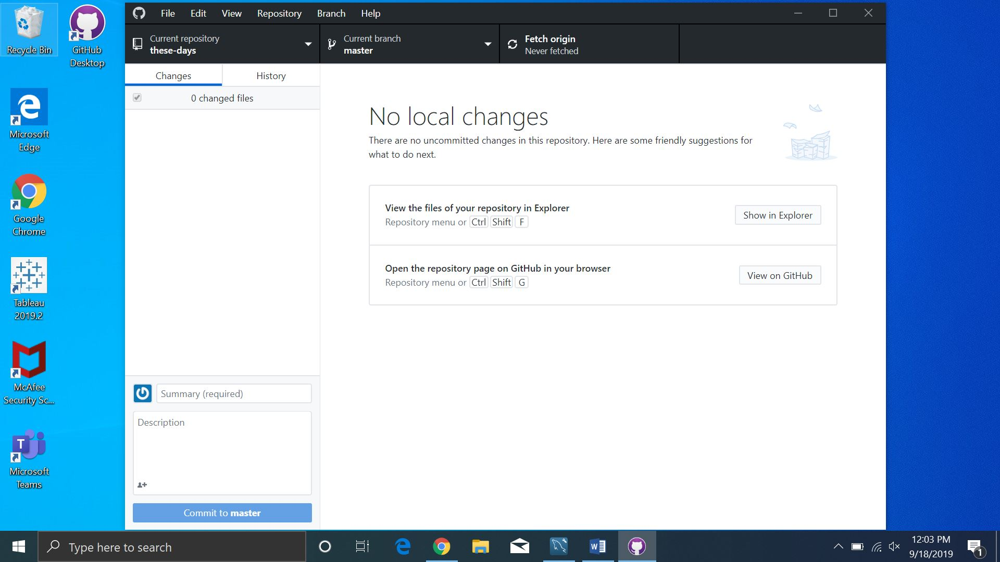 Recycle Bin
GitHub
Desktop
Microsoft
Edge
Google
Chrome
Tableau
2019.2
McAfee
Security Sc...
T
Microsoft
Teams
File Edit View Repository Branch Help
Current repository
these-days
Current branch
master
Fetch origin
Never fetched
Changes
History
0 changed files
No local changes
There are no uncommitted changes in this repository. Here are some friendly suggestions for
what to do next.
View the files of your repository in Explorer
Repository menu or Ctrl Shift F
Show in Explorer
Open the repository page on GitHub in your browser
Repository menu or Ctrl Shift G
View on GitHub
Summary (required)
Description
Commit to master
Type here to search
W
12:03 PM
9/18/2019
1